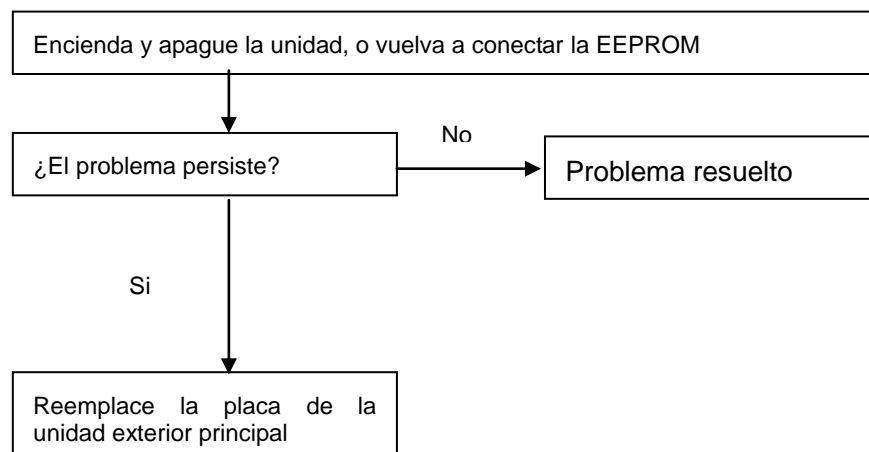 Encienda y apague la unidad, o vuelva a conectar la EEPROM
No
¿El problema persiste?
Problema resuelto
Si
Reemplace la placa de la
unidad exterior principal